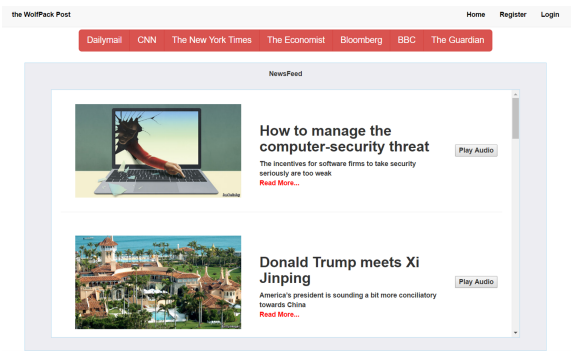 the WolfPack Post Home Register Login
Dailymail CNN The New York Times The Economist Bloomberg BBC The Guardian
NewsFeed
How to manage the
computer-security threat
The incentives for software firms to take security
seriously are too weak
Read More...
Play Audio
Donald Trump meets Xi
Jinping
America's president is sounding a bit more conciliatory
towards China
Read More...
Play Audio